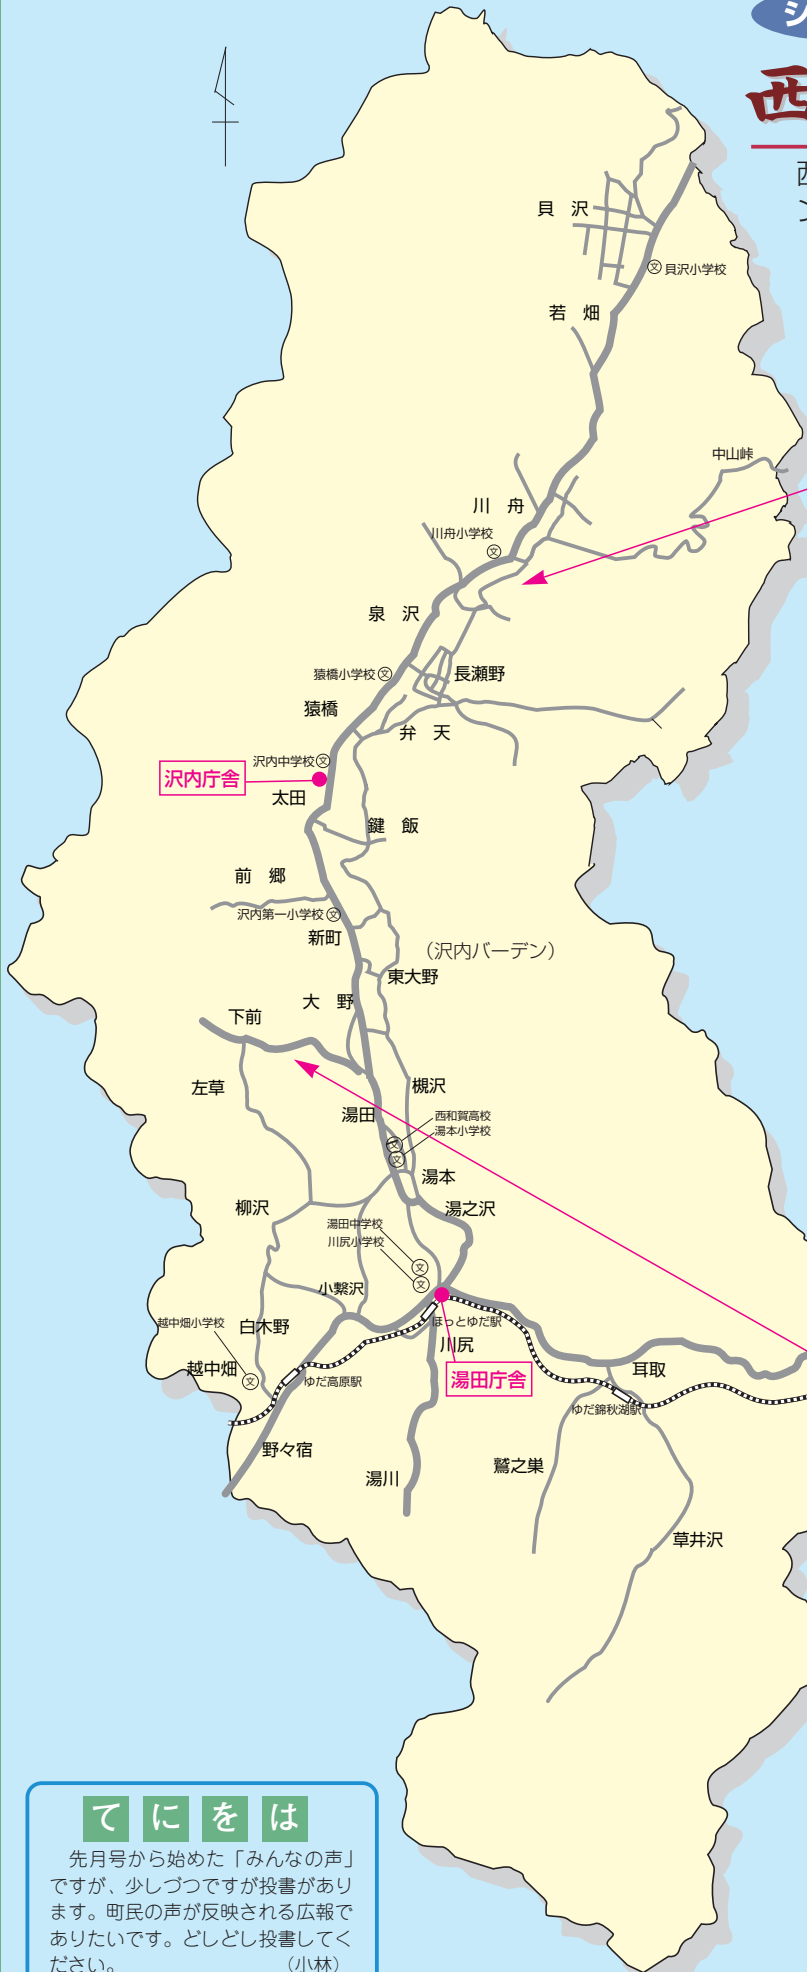 シ
西
西
ン
貝　沢
貝沢小学校
若　畑
中山峠
川　舟
川舟小学校
泉　沢
猿橋小学校
長瀬野
猿橋
弁　天
沢内中学校
沢内庁舎
太田
鍵　飯
前　郷
沢内第一小学校
新町
（沢内バーデン）
東大野
大　野
下前
左草
槻沢
湯田
西和賀高校
湯本小学校
湯本
柳沢
湯之沢
湯田中学校
川尻小学校
小繋沢
越中畑小学校
白木野
ほっとゆだ駅
川尻
越中畑
ゆだ高原駅
湯田庁舎
耳取
ゆだ錦秋湖駅
野々宿
湯川
鷲之巣
草井沢
てにをは
　先月号から始めた「みんなの声」
ですが、少しづつですが投書があり
ます。町民の声が反映される広報で
ありたいです。どしどし投書してく
ださい。　　　　　　　　（小林）